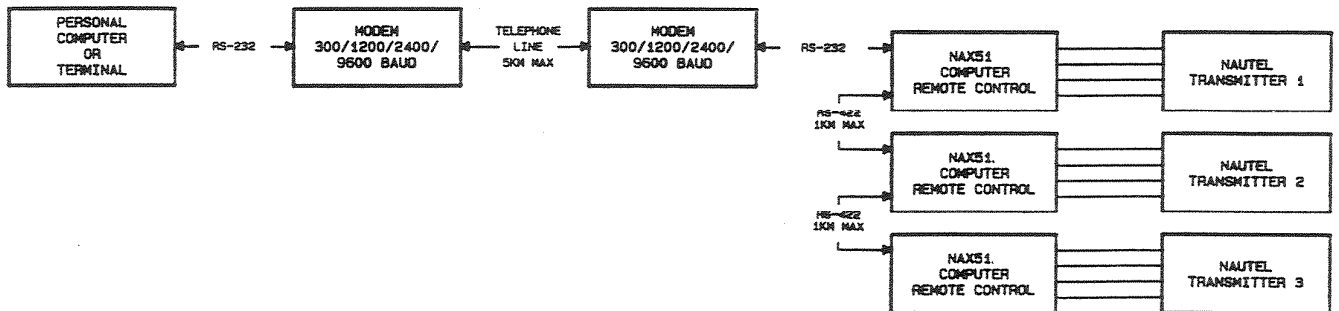 PERSONAL
COMPUTER
OR
TERMINAL
RS-232
MODEM
300/1200/2400/
9600 BAUD
TELEPHONE
LINE
5KM MAX
MODEM
300/1200/2400/
9600 BAUD
RS-232
NAX51
COMPUTER
REMOTE CONTROL
NAUTEL
TRANSMITTER 1
RS-422
1KM MAX
NAX51.
COMPUTER
REMOTE CONTROL
NAUTEL
TRANSMITTER 2
RS-422
1KM MAX
NAX51.
COMPUTER
REMOTE CONTROL
NAUTEL
TRANSMITTER 3